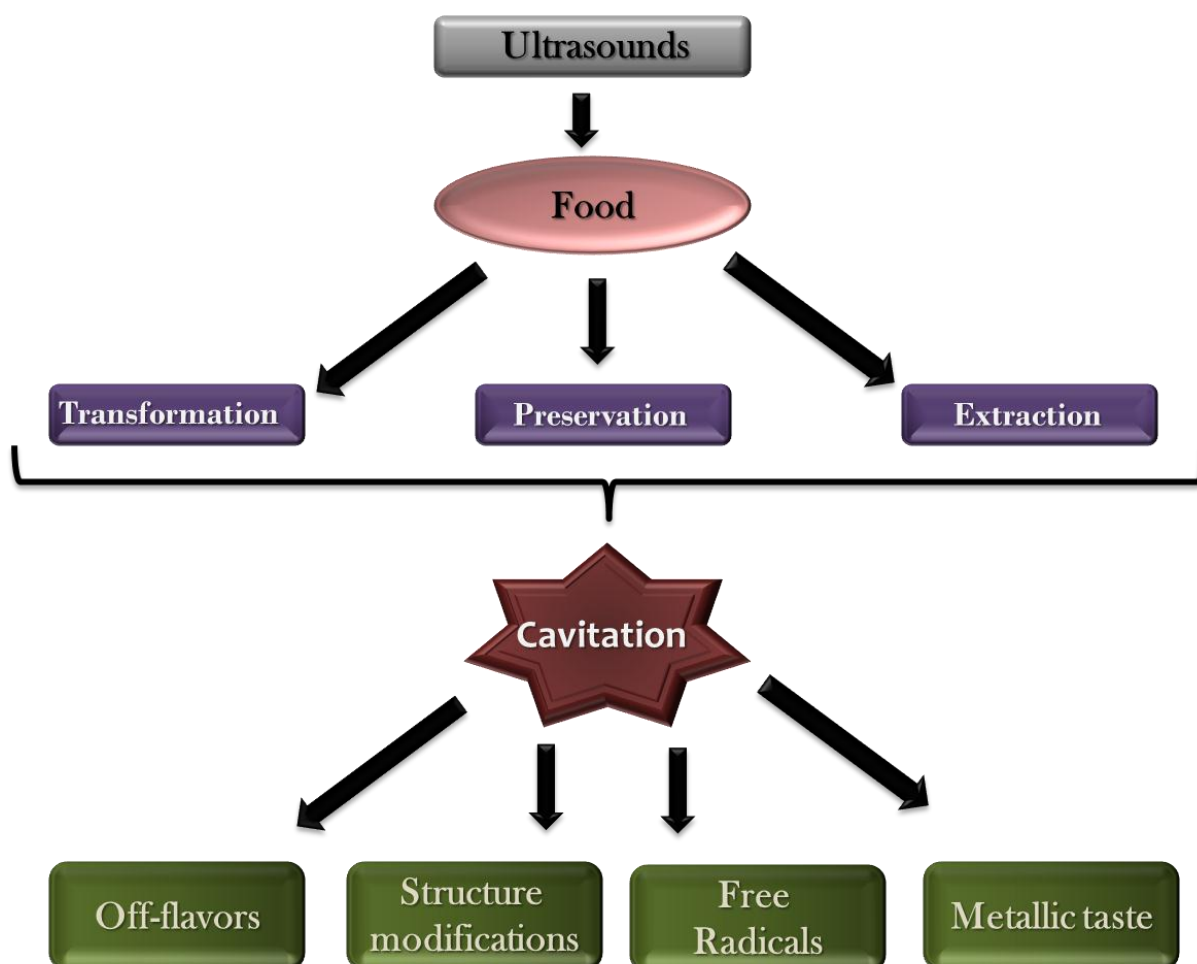 Ultrasounds
Food
Transformation
Preservation
Extraction
Cavitation
Off-flavors
Structure
modifications
Free
Radicals
Metallic taste